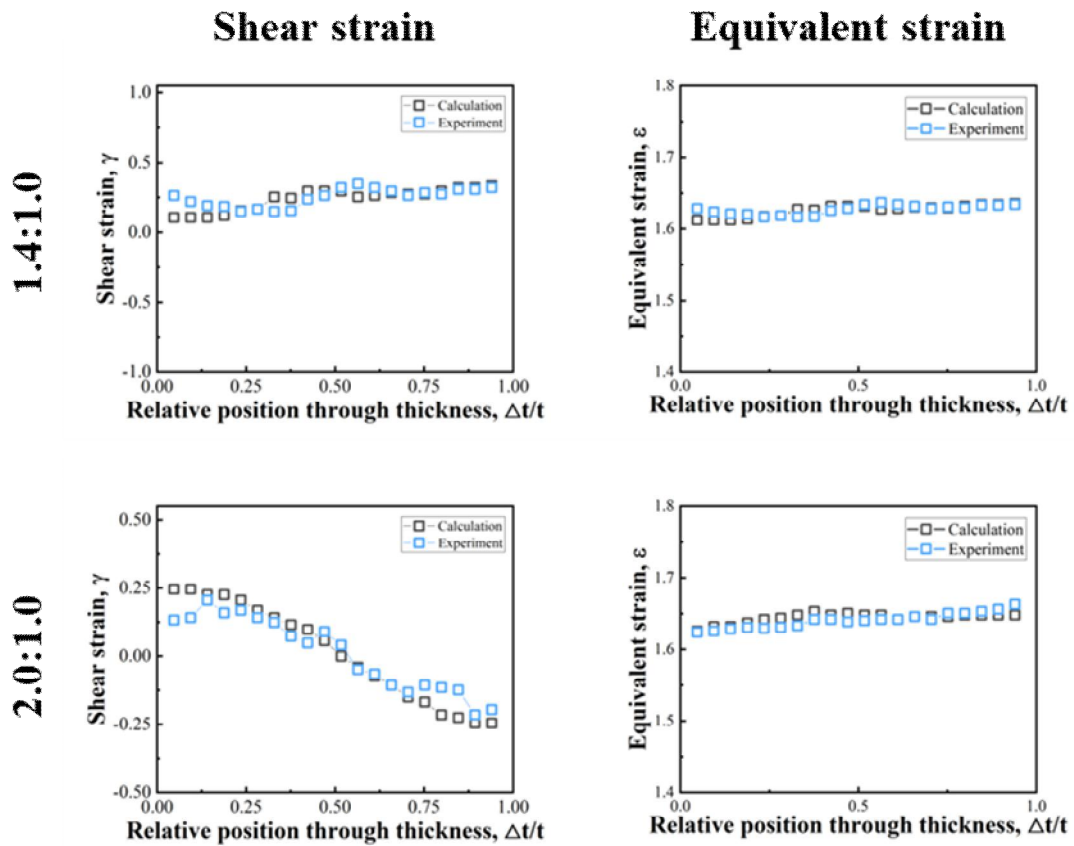 Shear strain
Equivalent strain
1.4:1.0
Shear strain, γ
1.0
0.5
0.0
-0.5
-1.0
Calculation
Experiment
0.00
0.25
0.50
0.75
1.00
Relative position through thickness, △t/t
Equivalent strain, ε
1.8
1.7
1.6
1.5
1.4
Calculation
Experiment
0.0
0.5
1.0
Relative position through thickness, △t/t
2.0:1.0
Shear strain, γ
0.50
0.25
0.00
-0.25
-0.50
Calculation
Experiment
0.00
0.25
0.50
0.75
1.00
Relative position through thickness, △t/t
Equivalent strain, ε
1.8
1.7
1.6
1.5
1.4
Calculation
Experiment
0.0
0.5
1.0
Relative position through thickness, △t/t